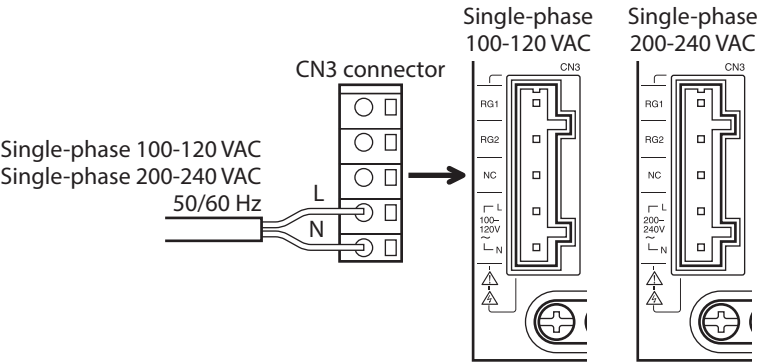 Single-phase
100-120 VAC
Single-phase
200-240 VAC
CN3 connector
Single-phase 100-120 VAC
Single-phase 200-240 VAC
50/60 Hz
L
N
CN3
RG1
RG2
NC
L
100–
120V
~
N
CN3
RG1
RG2
NC
L
200–
240V
~
N